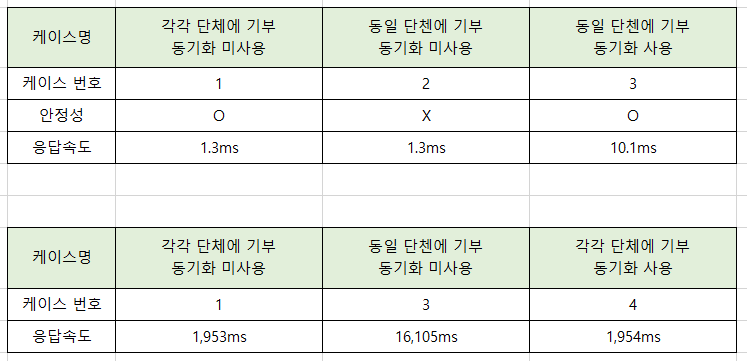 케이스명 각각 단체에 기부 동일 단첸에 기부 동일 단첸에 기부
동기화 미사용 동기화 미사용 동기화 사용
케이스 번호 1 2 3
안정성 O X O
응답속도 1.3ms 1.3ms 10.1ms
케이스명 각각 단체에 기부 동일 단첸에 기부 각각 단체에 기부
동기화 미사용 동기화 미사용 동기화 사용
케이스 번호 1 3 4
응답속도 1,953ms 16,105ms 1,954ms